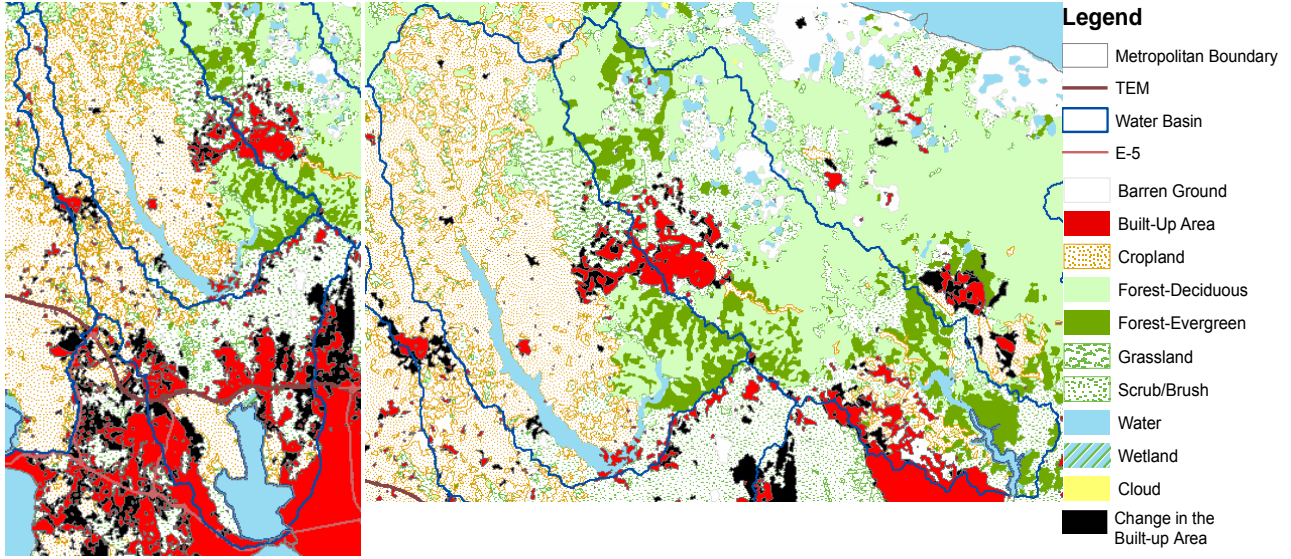 Legend
Metropolitan Boundary
TEM
Water Basin
E-5
Barren Ground
Built-Up Area
Cropland
Forest-Deciduous
Forest-Evergreen
Grassland
Scrub/Brush
Water
Wetland
Cloud
Change in the
Built-up Area